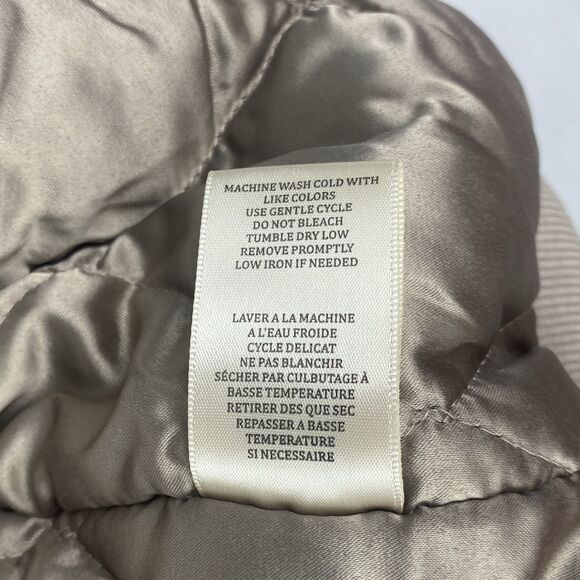 MACHINE WASH COLD WITH
LIKE COLORS
USE GENTLE CYCLE
DO NOT BLEACH
TUMBLE DRY LOW
REMOVE PROMPTLY
LOW IRON IF NEEDED
LAVER A LA MACHINE
A L'EAU FROIDE
CYCLE DELICAT
NE PAS BLANCHIR
SÉCHER PAR CULBUTAGE À
BASSE TEMPERATURE
RETIRER DES QUE SEC
REPASSER A BASSE
TEMPERATURE
SI NECESSAIRE